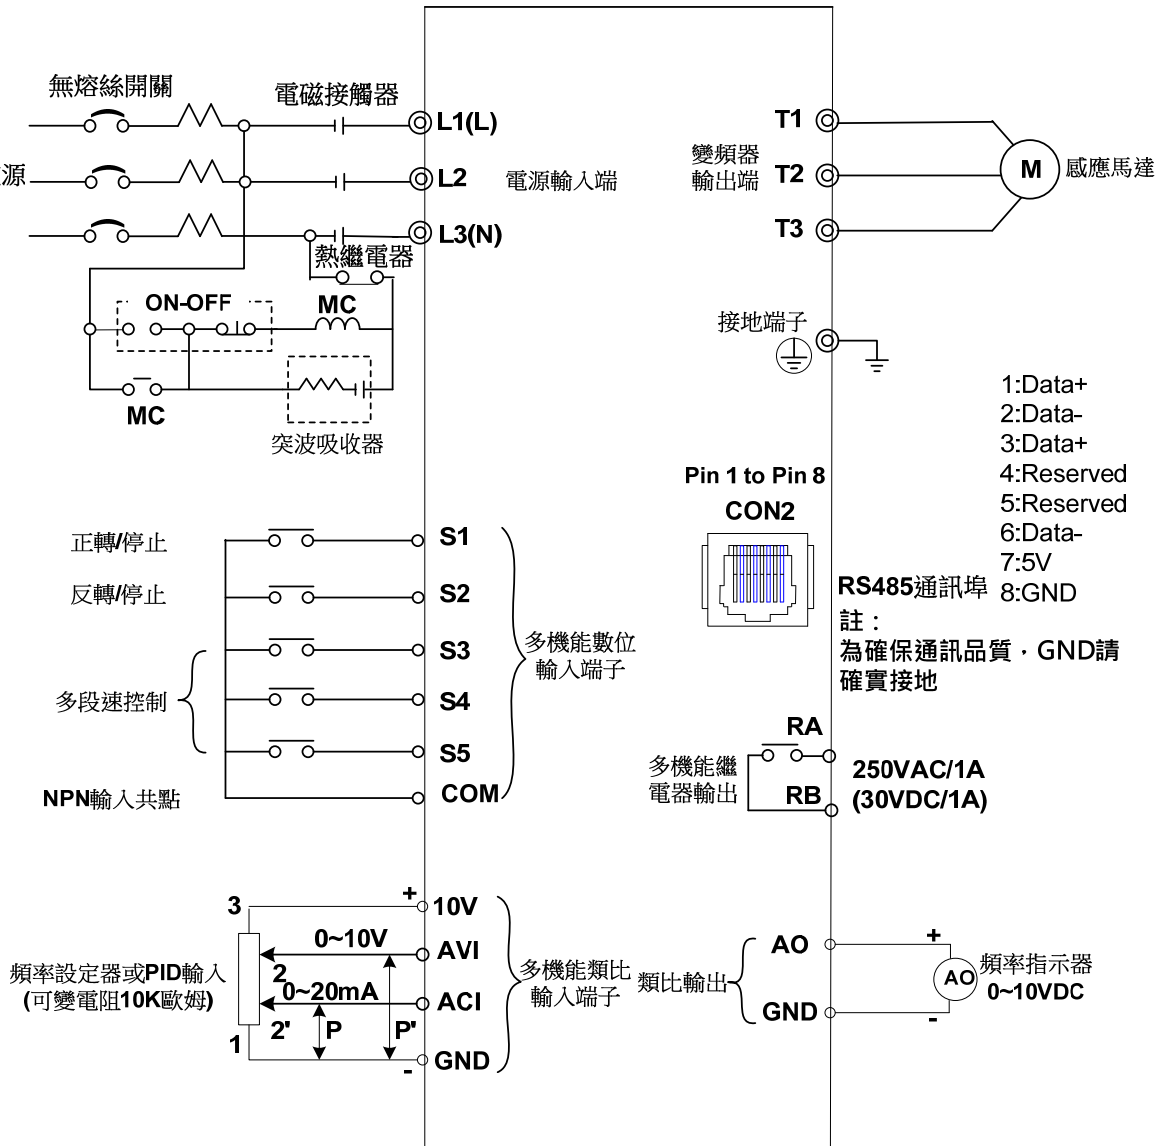 無熔絲開關
電磁接觸器
L1(L)
源
L2
電源輸入端
L3(N)
熱繼電器
ON-OFF
MC
MC
突波吸收器
T1
變頻器
輸出端
T2
M
感應馬達
T3
接地端子
1:Data+
2:Data-
3:Data+
4:Reserved
5:Reserved
6:Data-
7:5V
8:GND
Pin 1 to Pin 8
CON2
RS485通訊埠
註：
為確保通訊品質，GND請
確實接地
正轉/停止
S1
反轉/停止
S2
S3
多段速控制
S4
S5
NPN輸入共點
COM
多機能數位
輸入端子
RA
多機能繼
電器輸出
RB
250VAC/1A
(30VDC/1A)
3
+
10V
0~10V
AVI
2
頻率設定器或PID輸入
(可變電阻10K歐姆)
0~20mA
ACI
2'
P
P'
1
-
GND
多機能類比
輸入端子
類比輸出
AO
+
AO
頻率指示器
0~10VDC
GND
-